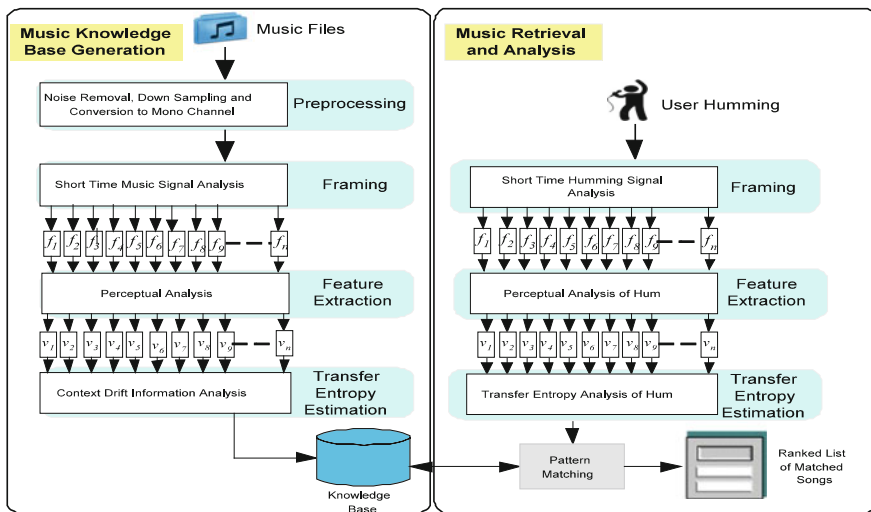 Music Knowledge
Base Generation
Music Files
Noise Removal, Down Sampling and
Conversion to Mono Channel
Preprocessing
Short Time Music Signal Analysis
Framing
f1 f2 f3 f4 f5 f6 f7 f8 f9 fn
Perceptual Analysis
Feature
Extraction
v1 v2 v3 v4 v5 v6 v7 v8 v9 vn
Context Drift Information Analysis
Transfer
Entropy
Estimation
Knowledge
Base
Music Retrieval
and Analysis
User Humming
Short Time Humming Signal
Analysis
Framing
f1 f2 f3 f4 f5 f6 f7 f8 f9 fn
Perceptual Analysis of Hum
Feature
Extraction
v1 v2 v3 v4 v5 v6 v7 v8 v9 vn
Transfer Entropy Analysis of Hum
Transfer
Entropy
Estimation
Pattern
Matching
Ranked List
of Matched
Songs